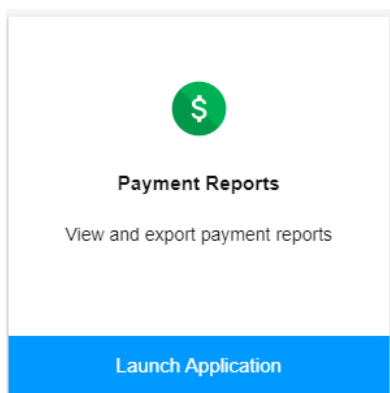 $
Payment Reports
View and export payment reports
Launch Application